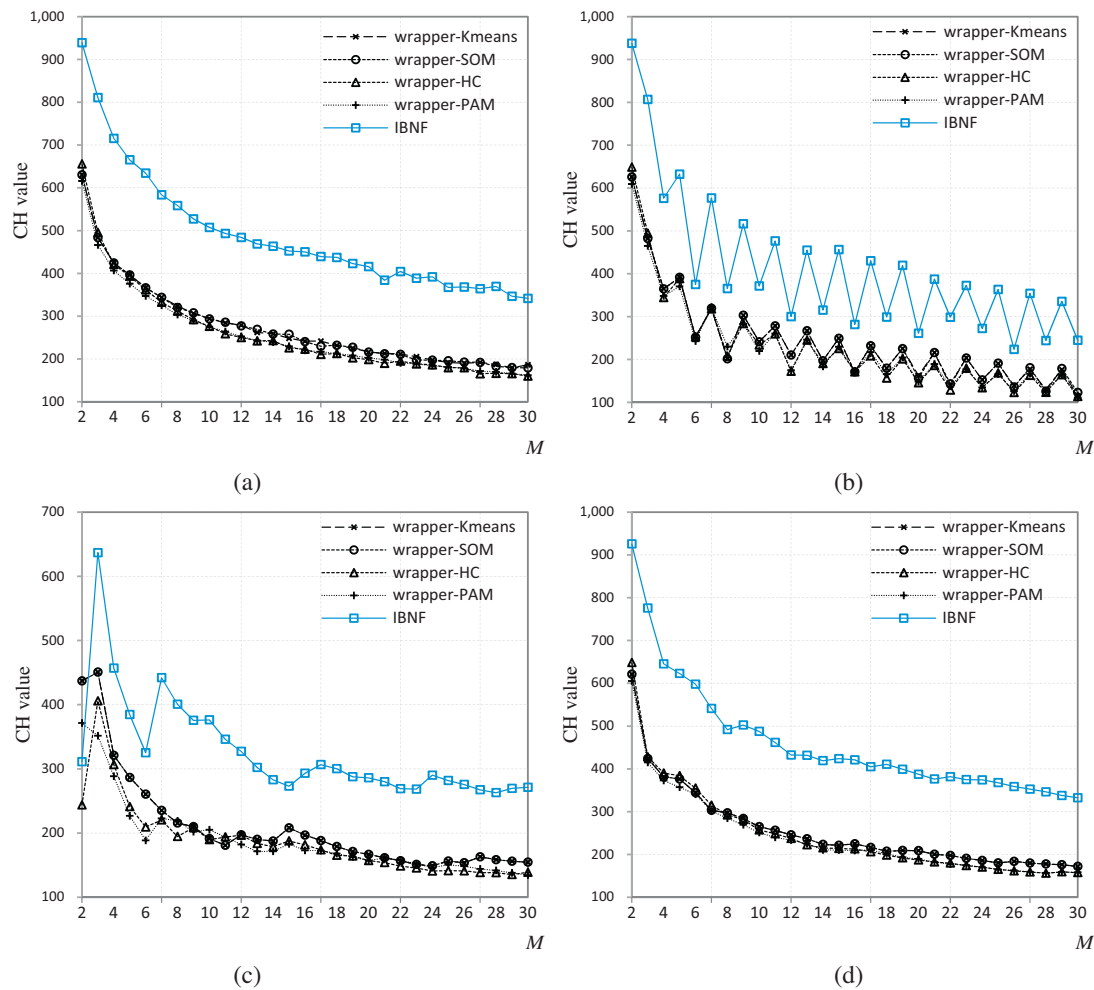 1,000
900
800
700
600
500
400
300
200
100
CH value
wrapper-Kmeans
wrapper-SOM
wrapper-HC
wrapper-PAM
IBNF
2 4 6 8 10 12 14 16 18 20 22 24 26 28 30
M
(a)
1,000
900
800
700
600
500
400
300
200
100
CH value
wrapper-Kmeans
wrapper-SOM
wrapper-HC
wrapper-PAM
IBNF
2 4 6 8 10 12 14 16 18 20 22 24 26 28 30
M
(b)
700
600
500
400
300
200
100
CH value
wrapper-Kmeans
wrapper-SOM
wrapper-HC
wrapper-PAM
IBNF
2 4 6 8 10 12 14 16 18 20 22 24 26 28 30
M
(c)
1,000
900
800
700
600
500
400
300
200
100
CH value
wrapper-Kmeans
wrapper-SOM
wrapper-HC
wrapper-PAM
IBNF
2 4 6 8 10 12 14 16 18 20 22 24 26 28 30
M
(d)